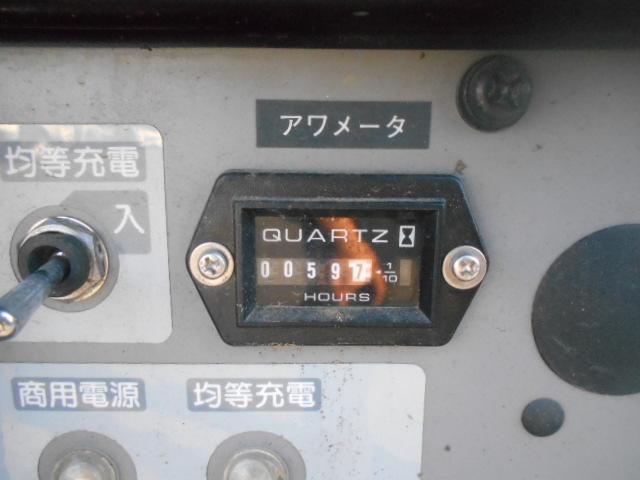 アワメータ
均等充電
入
QUARTZ
00597 1/10
HOURS
商用電源
均等充電